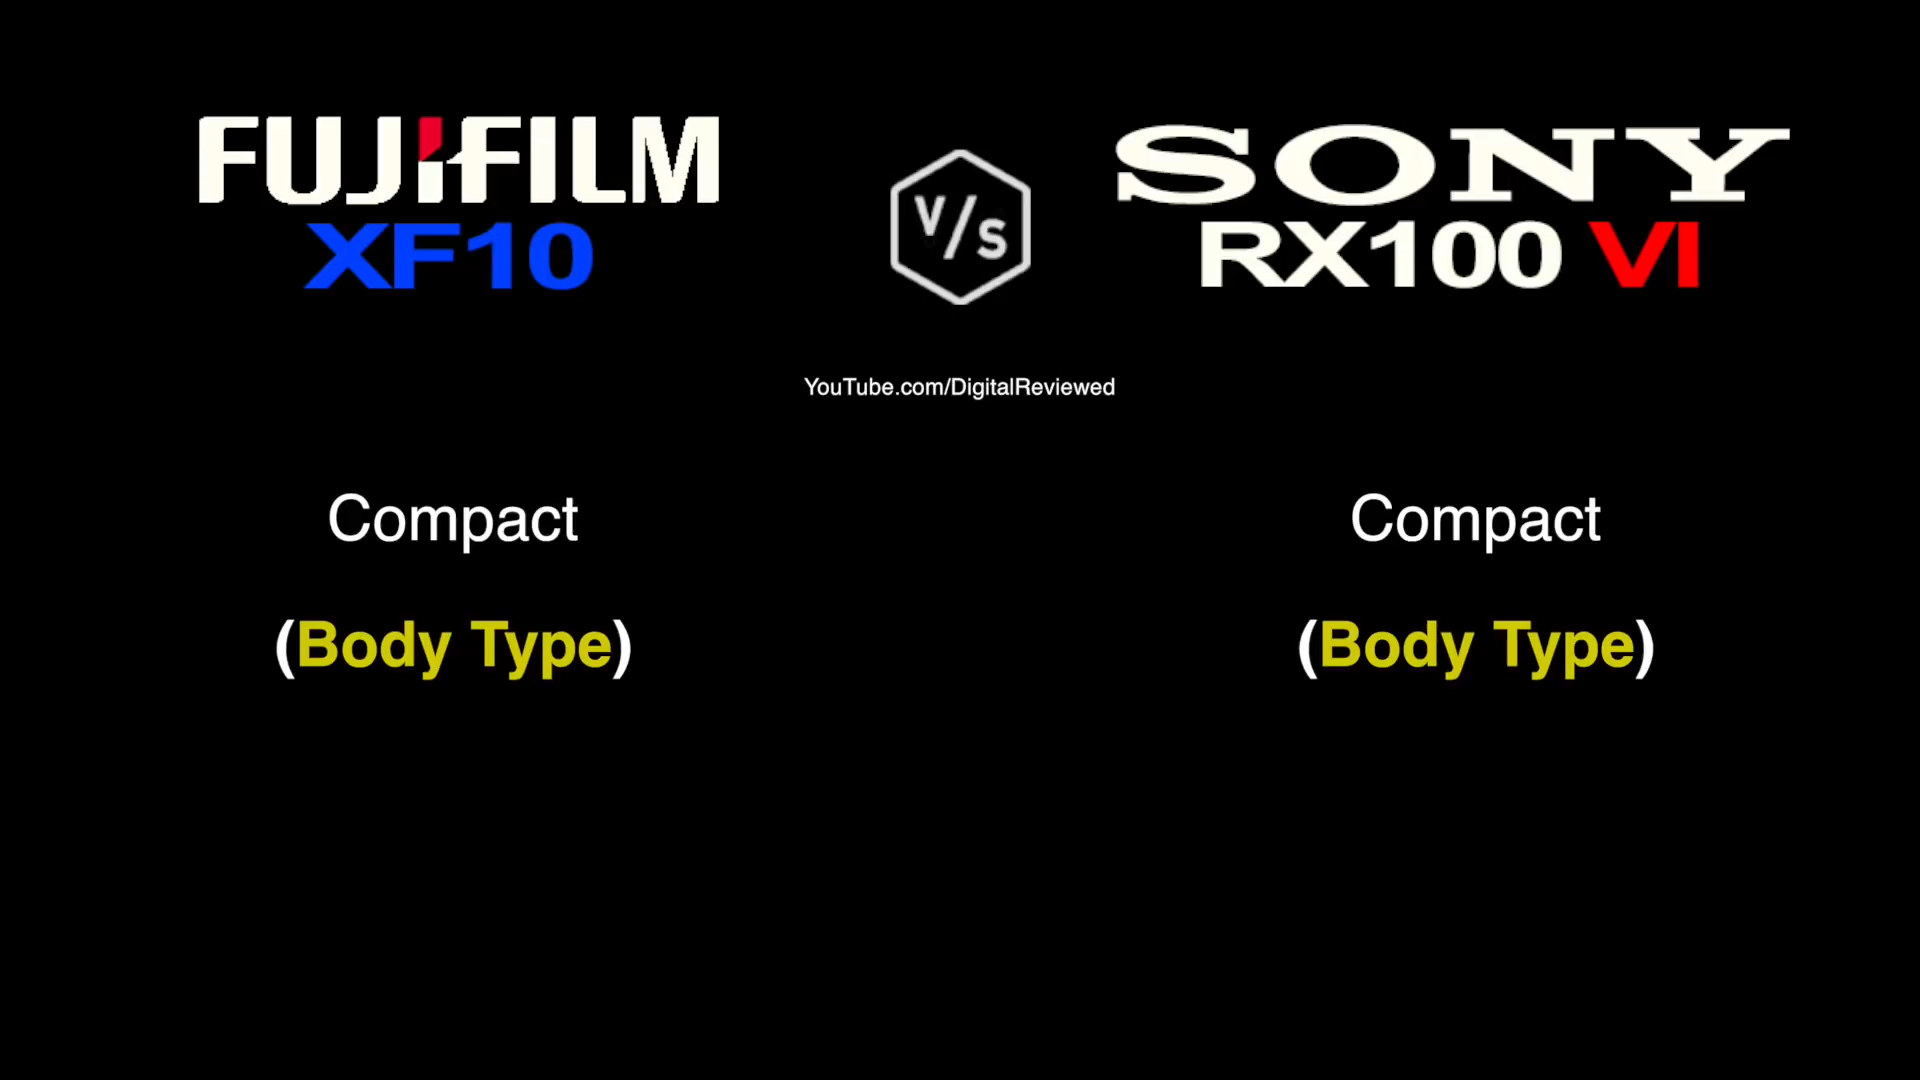 FUJIFILM
XF10
V/S
SONY
RX100 VI
YouTube.com/DigitalReviewed
Compact
(Body Type)
Compact
(Body Type)